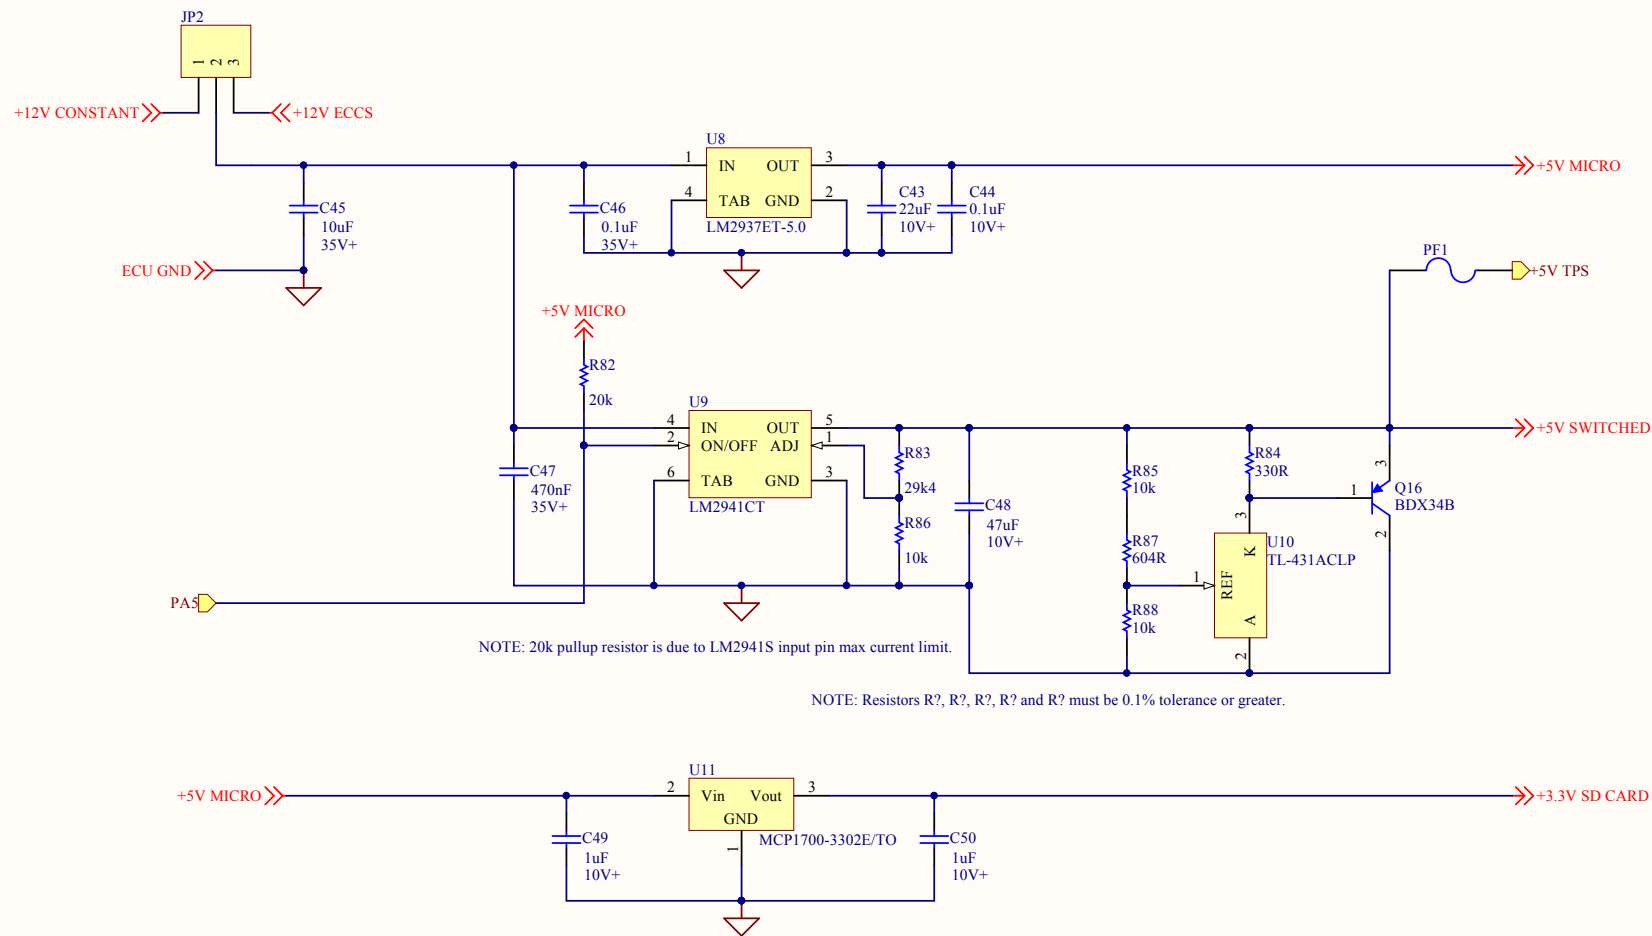 JP2
1 2 3
+12V CONSTANT
+12V ECCS
U8
1 IN OUT 3
4 TAB GND 2
LM2937ET-5.0
+5V MICRO
C45
10uF
35V+
C46
0.1uF
35V+
C43
22uF
10V+
C44
0.1uF
10V+
ECU GND
PF1
+5V TPS
+5V MICRO
R82
20k
U9
4 IN OUT 5
2 ON/OFF ADJ 1
6 TAB GND 3
LM2941CT
+5V SWITCHED
C47
470nF
35V+
R83
29k4
R86
10k
C48
47uF
10V+
R85
10k
R87
604R
R88
10k
R84
330R
3
1
2
Q16
BDX34B
U10
TL-431ACLP
3 K
1 REF
2 A
PA5
NOTE: 20k pullup resistor is due to LM2941S input pin max current limit.
NOTE: Resistors R?, R?, R?, R? and R? must be 0.1% tolerance or greater.
U11
+5V MICRO
2 Vin Vout 3
GND
1
MCP1700-3302E/TO
+3.3V SD CARD
C49
1uF
10V+
C50
1uF
10V+